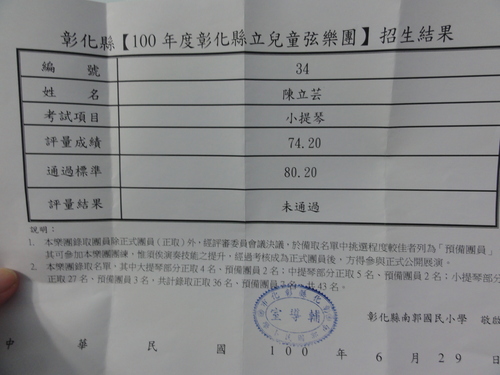 彰化縣【100 年度彰化縣立兒童弦樂團】招生結果
編 號 34
姓 名 陳立芸
考試項目 小提琴
評量成績 74.20
通過標準 80.20
評量結果 未通過
說明：
1. 本樂團錄取團員除正式團員(正取)外，經評審委員會議決議，於備取名單中挑選程度較佳者列為「預備團員」
其可參加本樂團團練，惟須俟演奏技能之提升，經過考核成為正式團員後，方得參與正式公開展演。
2. 本樂團錄取名單，其中大提琴部分正取 4 名，預備團員 2 名；中提琴部分正取 5 名，預備團員 2 名；小提琴部分
正取 27 名，預備團員 3 名，共計錄取正取 36 名，預備團員 7 名，共 43 名。
室導輔
彰化縣南郭國民小學 敬啟
中 華 民 國 100 年 6 月 29 日